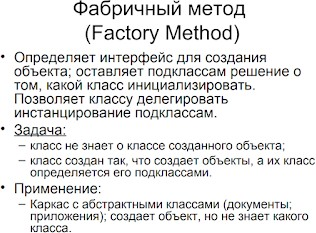 Фабричный метод
(Factory Method)
• Определяет интерфейс для создания
объекта; оставляет подклассам решение о
том, какой класс инициализировать.
Позволяет классу делегировать
инстанцирование подклассам.
• Задача:
– класс не знает о классе созданного объекта;
– класс создан так, что создает объекты, а их класс
определяется его подклассами.
• Применение:
– Каркас с абстрактными классами (документы;
приложения); создает объект, но не знает какого
класса.